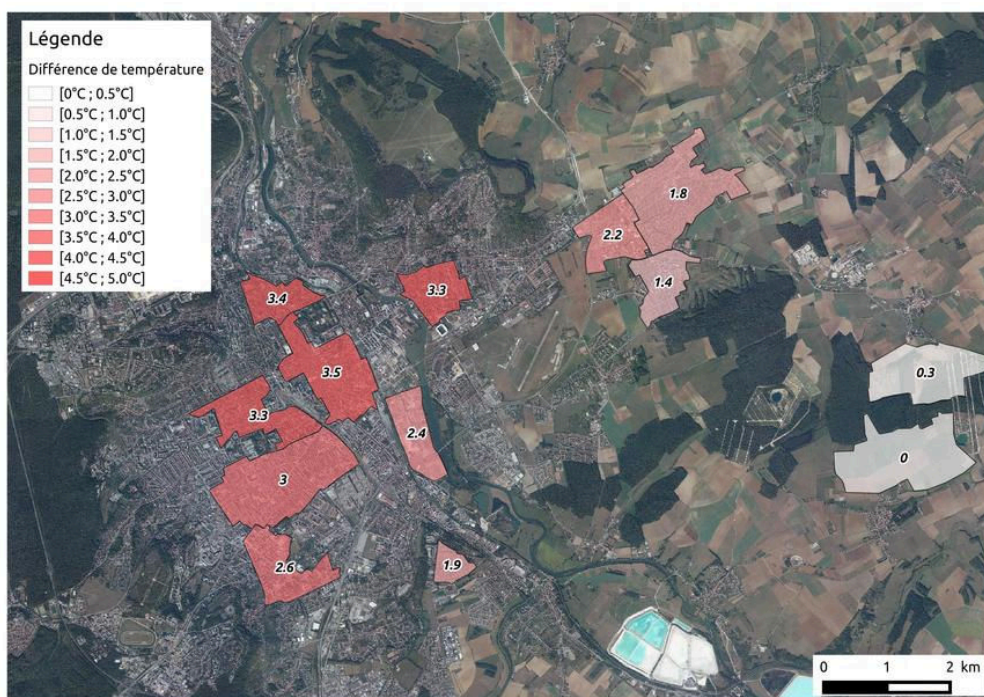 Légende
Différence de température
[0°C ; 0.5°C]
[0.5°C ; 1.0°C]
[1.0°C ; 1.5°C]
[1.5°C ; 2.0°C]
[2.0°C ; 2.5°C]
[2.5°C ; 3.0°C]
[3.0°C ; 3.5°C]
[3.5°C ; 4.0°C]
[4.0°C ; 4.5°C]
[4.5°C ; 5.0°C]
1.8
2.2
1.4
3.4
3.3
3.5
0.3
3.3
2.4
0
3
2.6
1.9
0 1 2 km